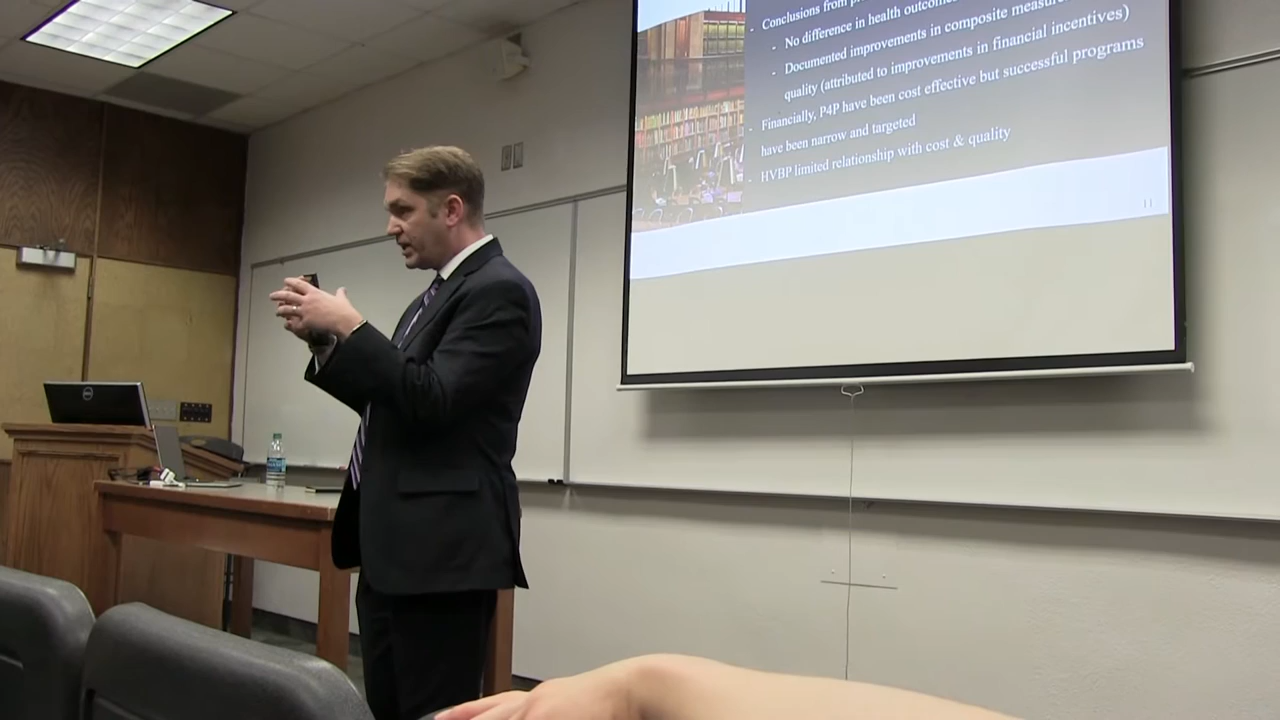 Conclusions from
No difference in health outcomes
Documented improvements in composite
quality (attributed to improvements in financial incentives)
Financially, P4P have been cost effective but successful programs
have been narrow and targeted
HVBP limited relationship with cost & quality
11
DELL